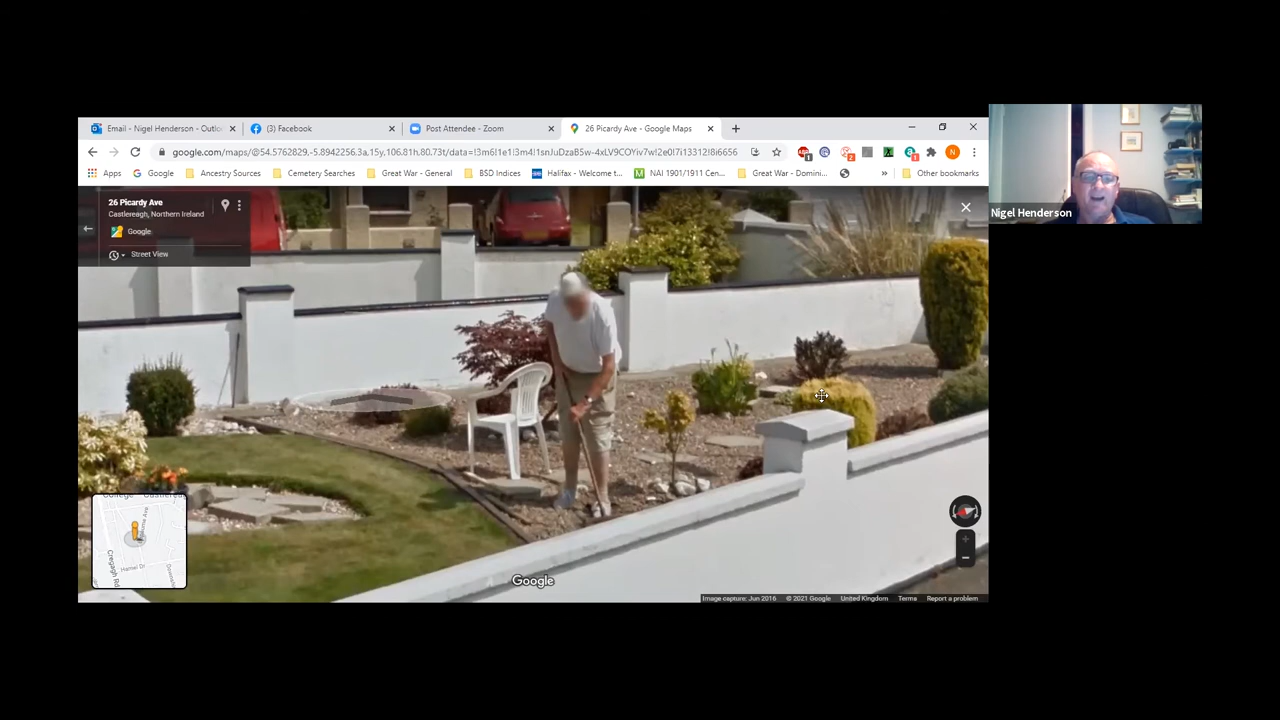 Email - Nigel Henderson - Outlo
(3) Facebook
Post Attendee - Zoom
26 Picardy Ave - Google Maps
google.com/maps/@54.5762829,-5.8942256,3a,15y,106.81h,80.73t/data=!3m6!1e1!3m4!1snJuDzaB5w-4xLV9COYiv7w!2e0!7i13312!8i6656
Apps
Google
Ancestry Sources
Cemetery Searches
Great War - General
BSD Indices
Halifax - Welcome t...
NAI 1901/1911 Cen...
Great War - Domini...
»
Other bookmarks
26 Picardy Ave
Castlereagh, Northern Ireland
Google
Street View
Nigel Henderson
Cregagh Rd
Hamel Dr
Google
Image capture: Jun 2016 © 2021 Google United Kingdom Terms Report a problem